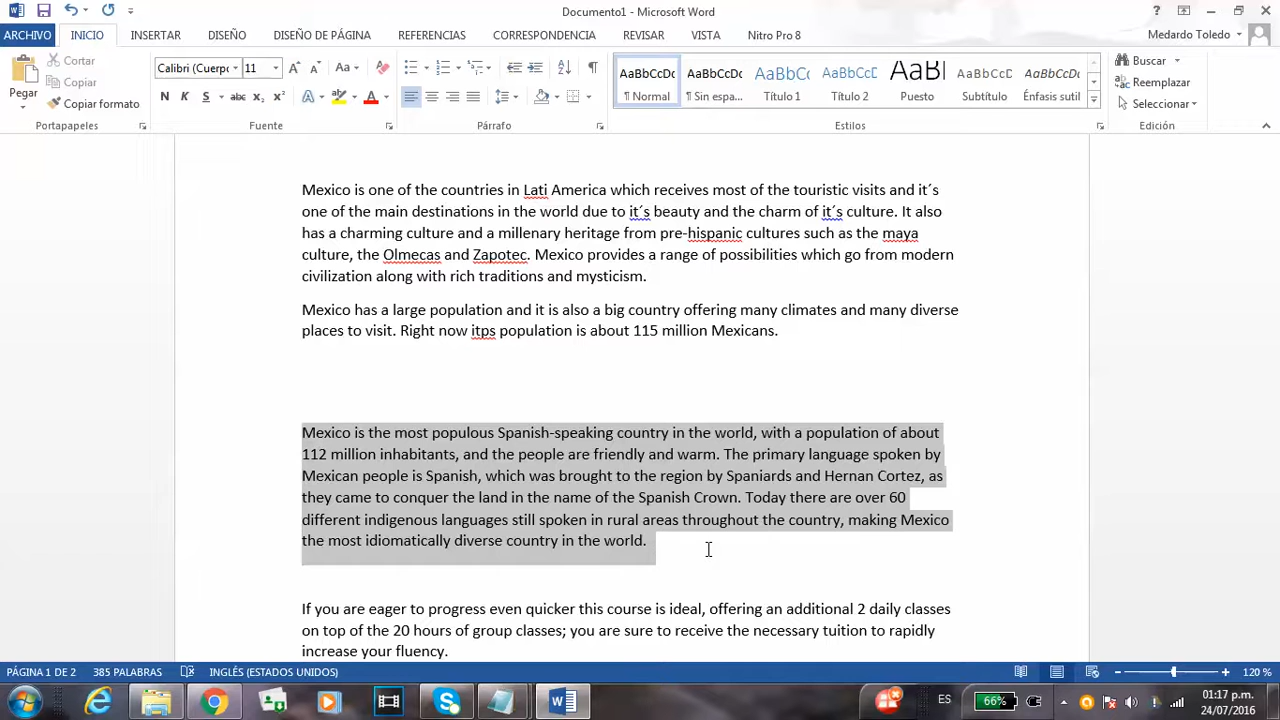 Documento1 - Microsoft Word
ARCHIVO INICIO INSERTAR DISEÑO DISEÑO DE PÁGINA REFERENCIAS CORRESPONDENCIA REVISAR VISTA Nitro Pro 8 Medardo Toledo
Pegar
Cortar
Copiar
Copiar formato
Portapapeles
Calibri (Cuerpo 11
Aa
N K S abc x₂ x² A A
Fuente
Párrafo
AaBbCcDc AaBbCcDc AaBbC AaBbCcD AaBl AaBbCcD AaBbCcDc
¶ Normal ¶ Sin espa... Título 1 Título 2 Puesto Subtítulo Énfasis sutil
Estilos
Buscar
Reemplazar
Seleccionar
Edición
Mexico is one of the countries in Lati America which receives most of the touristic visits and it´s
one of the main destinations in the world due to it´s beauty and the charm of it´s culture. It also
has a charming culture and a millenary heritage from pre-hispanic cultures such as the maya
culture, the Olmecas and Zapotec. Mexico provides a range of possibilities which go from modern
civilization along with rich traditions and mysticism.
Mexico has a large population and it is also a big country offering many climates and many diverse
places to visit. Right now itps population is about 115 million Mexicans.
Mexico is the most populous Spanish-speaking country in the world, with a population of about
112 million inhabitants, and the people are friendly and warm. The primary language spoken by
Mexican people is Spanish, which was brought to the region by Spaniards and Hernan Cortez, as
they came to conquer the land in the name of the Spanish Crown. Today there are over 60
different indigenous languages still spoken in rural areas throughout the country, making Mexico
the most idiomatically diverse country in the world.
If you are eager to progress even quicker this course is ideal, offering an additional 2 daily classes
on top of the 20 hours of group classes; you are sure to receive the necessary tuition to rapidly
increase your fluency.
PÁGINA 1 DE 2 385 PALABRAS INGLÉS (ESTADOS UNIDOS) 120 %
ES 66% 01:17 p.m.
24/07/2016